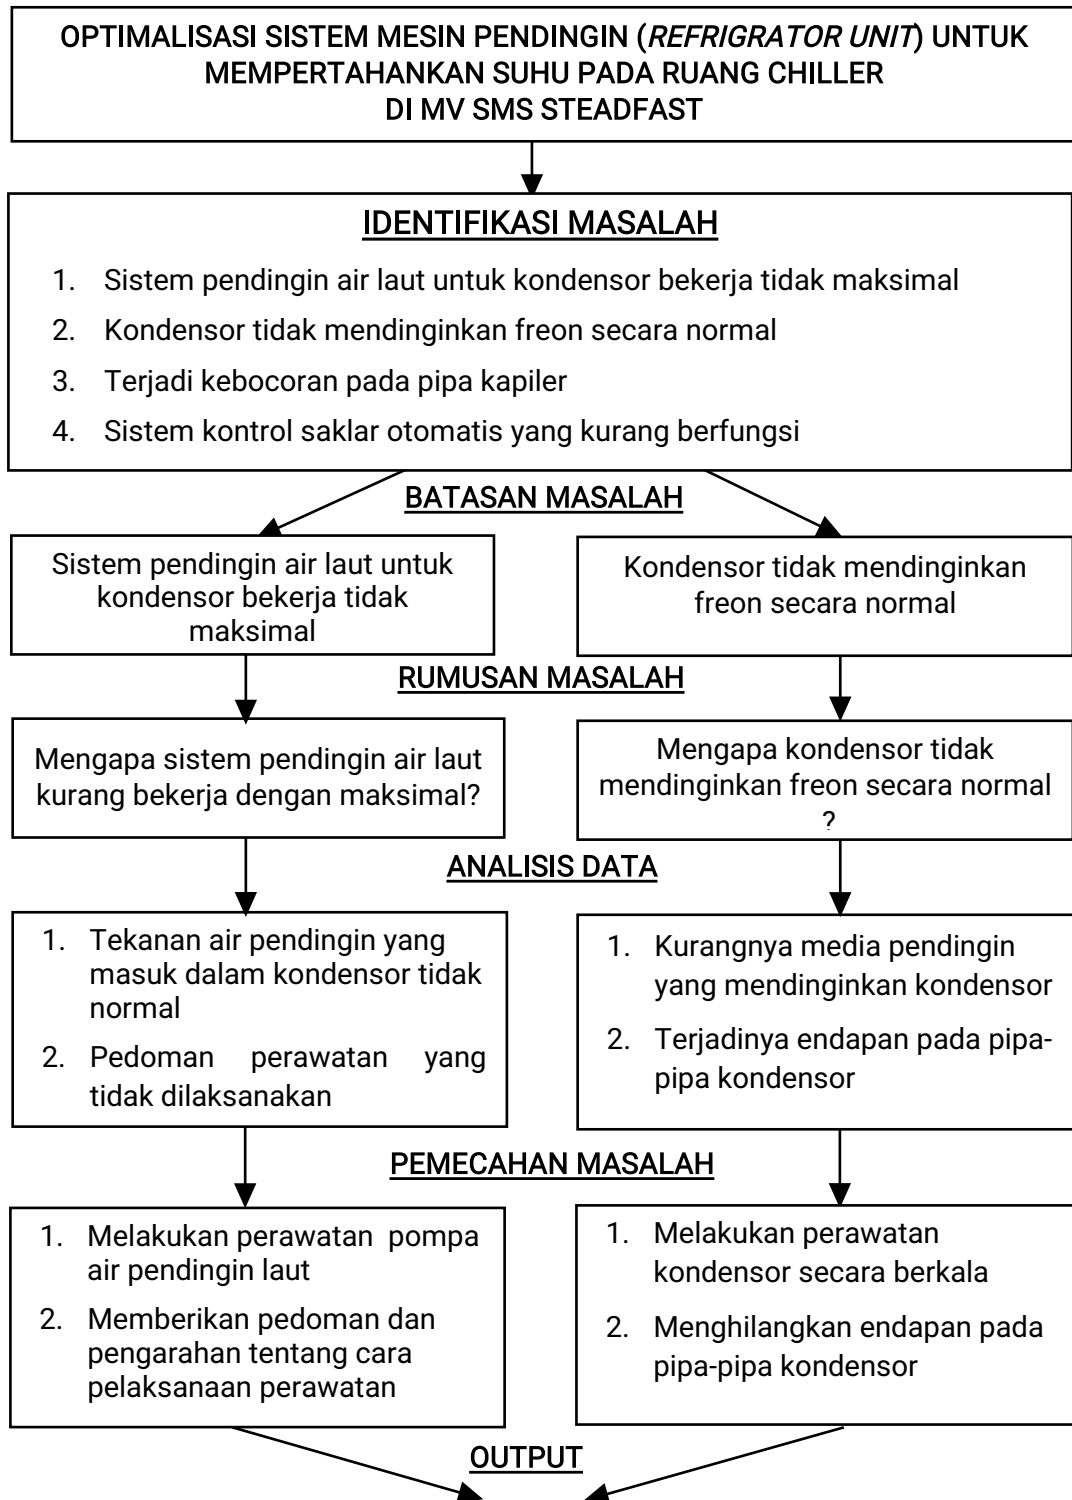 OPTIMALISASI SISTEM MESIN PENDINGIN (REFRIGRATOR UNIT) UNTUK
MEMPERTAHANKAN SUHU PADA RUANG CHILLER
DI MV SMS STEADFAST
IDENTIFIKASI MASALAH
1. Sistem pendingin air laut untuk kondensor bekerja tidak maksimal
2. Kondensor tidak mendinginkan freon secara normal
3. Terjadi kebocoran pada pipa kapiler
4. Sistem kontrol saklar otomatis yang kurang berfungsi
BATASAN MASALAH
Sistem pendingin air laut untuk
kondensor bekerja tidak
maksimal
Kondensor tidak mendinginkan
freon secara normal
RUMUSAN MASALAH
Mengapa sistem pendingin air laut
kurang bekerja dengan maksimal?
Mengapa kondensor tidak
mendinginkan freon secara normal
?
ANALISIS DATA
1. Tekanan air pendingin yang
masuk dalam kondensor tidak
normal
2. Pedoman perawatan yang
tidak dilaksanakan
1. Kurangnya media pendingin
yang mendinginkan kondensor
2. Terjadinya endapan pada pipa-
pipa kondensor
PEMECAHAN MASALAH
1. Melakukan perawatan pompa
air pendingin laut
2. Memberikan pedoman dan
pengarahan tentang cara
pelaksanaan perawatan
1. Melakukan perawatan
kondensor secara berkala
2. Menghilangkan endapan pada
pipa-pipa kondensor
OUTPUT